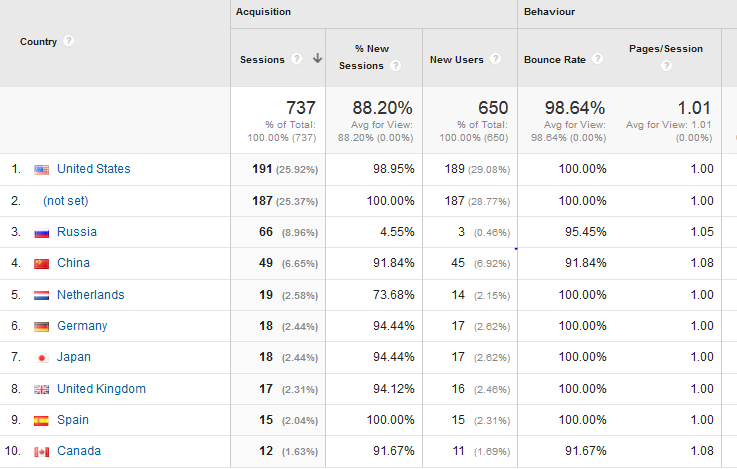 Acquisition Behaviour
Country ? Sessions ? % New Sessions ? New Users ? Bounce Rate ? Pages/Session ?
737 88.20% 650 98.64% 1.01
% of Total: Avg for View: % of Total: Avg for View: Avg for View: 1.01
100.00% (737) 88.20% (0.00%) 100.00% (650) 98.64% (0.00%) (0.00%)
1. United States 191 (25.92%) 98.95% 189 (29.08%) 100.00% 1.00
2. (not set) 187 (25.37%) 100.00% 187 (28.77%) 100.00% 1.00
3. Russia 66 (8.96%) 4.55% 3 (0.46%) 95.45% 1.05
4. China 49 (6.65%) 91.84% 45 (6.92%) 91.84% 1.08
5. Netherlands 19 (2.58%) 73.68% 14 (2.15%) 100.00% 1.00
6. Germany 18 (2.44%) 94.44% 17 (2.62%) 100.00% 1.00
7. Japan 18 (2.44%) 94.44% 17 (2.62%) 100.00% 1.00
8. United Kingdom 17 (2.31%) 94.12% 16 (2.46%) 100.00% 1.00
9. Spain 15 (2.04%) 100.00% 15 (2.31%) 100.00% 1.00
10. Canada 12 (1.63%) 91.67% 11 (1.69%) 91.67% 1.08